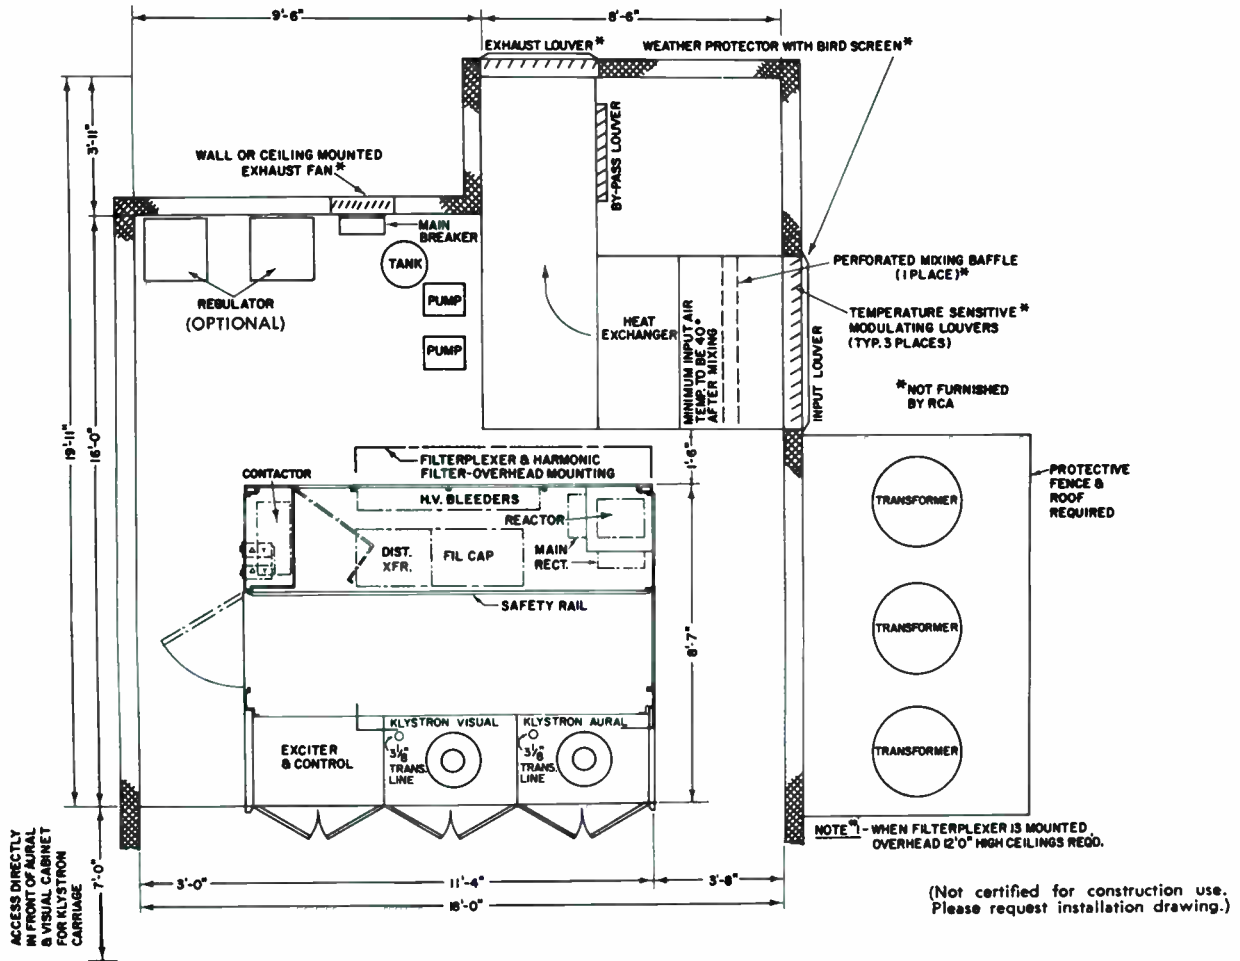 9'-6"
8'-6"
EXHAUST LOUVER*
WEATHER PROTECTOR WITH BIRD SCREEN*
3'-11"
WALL OR CEILING MOUNTED
EXHAUST FAN*
BY-PASS LOUVER
MAIN
BREAKER
TANK
PERFORATED MIXING BAFFLE
(1 PLACE)*
REGULATOR
(OPTIONAL)
PUMP
PUMP
HEAT
EXCHANGER
MINIMUM INPUT AIR
TEMP. TO BE 40°
AFTER MIXING
TEMPERATURE SENSITIVE*
MODULATING LOUVERS
(TYP. 3 PLACES)
INPUT LOUVER
*NOT FURNISHED
BY RCA
19'-11"
16'-0"
1'-6"
FILTERPLEXER & HARMONIC
FILTER-OVERHEAD MOUNTING
CONTACTOR
H.V. BLEEDERS
REACTOR
DIST.
XFR.
FIL CAP
MAIN
RECT.
TRANSFORMER
PROTECTIVE
FENCE &
ROOF
REQUIRED
SAFETY RAIL
8'-7"
TRANSFORMER
KLYSTRON VISUAL
KLYSTRON AURAL
EXCITER
& CONTROL
3 1/8"
TRANS.
LINE
3 1/8"
TRANS.
LINE
TRANSFORMER
NOTE #1 - WHEN FILTERPLEXER IS MOUNTED
OVERHEAD 12'0" HIGH CEILINGS REQD.
ACCESS DIRECTLY
IN FRONT OF AURAL
& VISUAL CABINET
FOR KLYSTRON
CARRIAGE
7'-0"
3'-0"
11'-4"
3'-8"
18'-0"
(Not certified for construction use.
Please request installation drawing.)